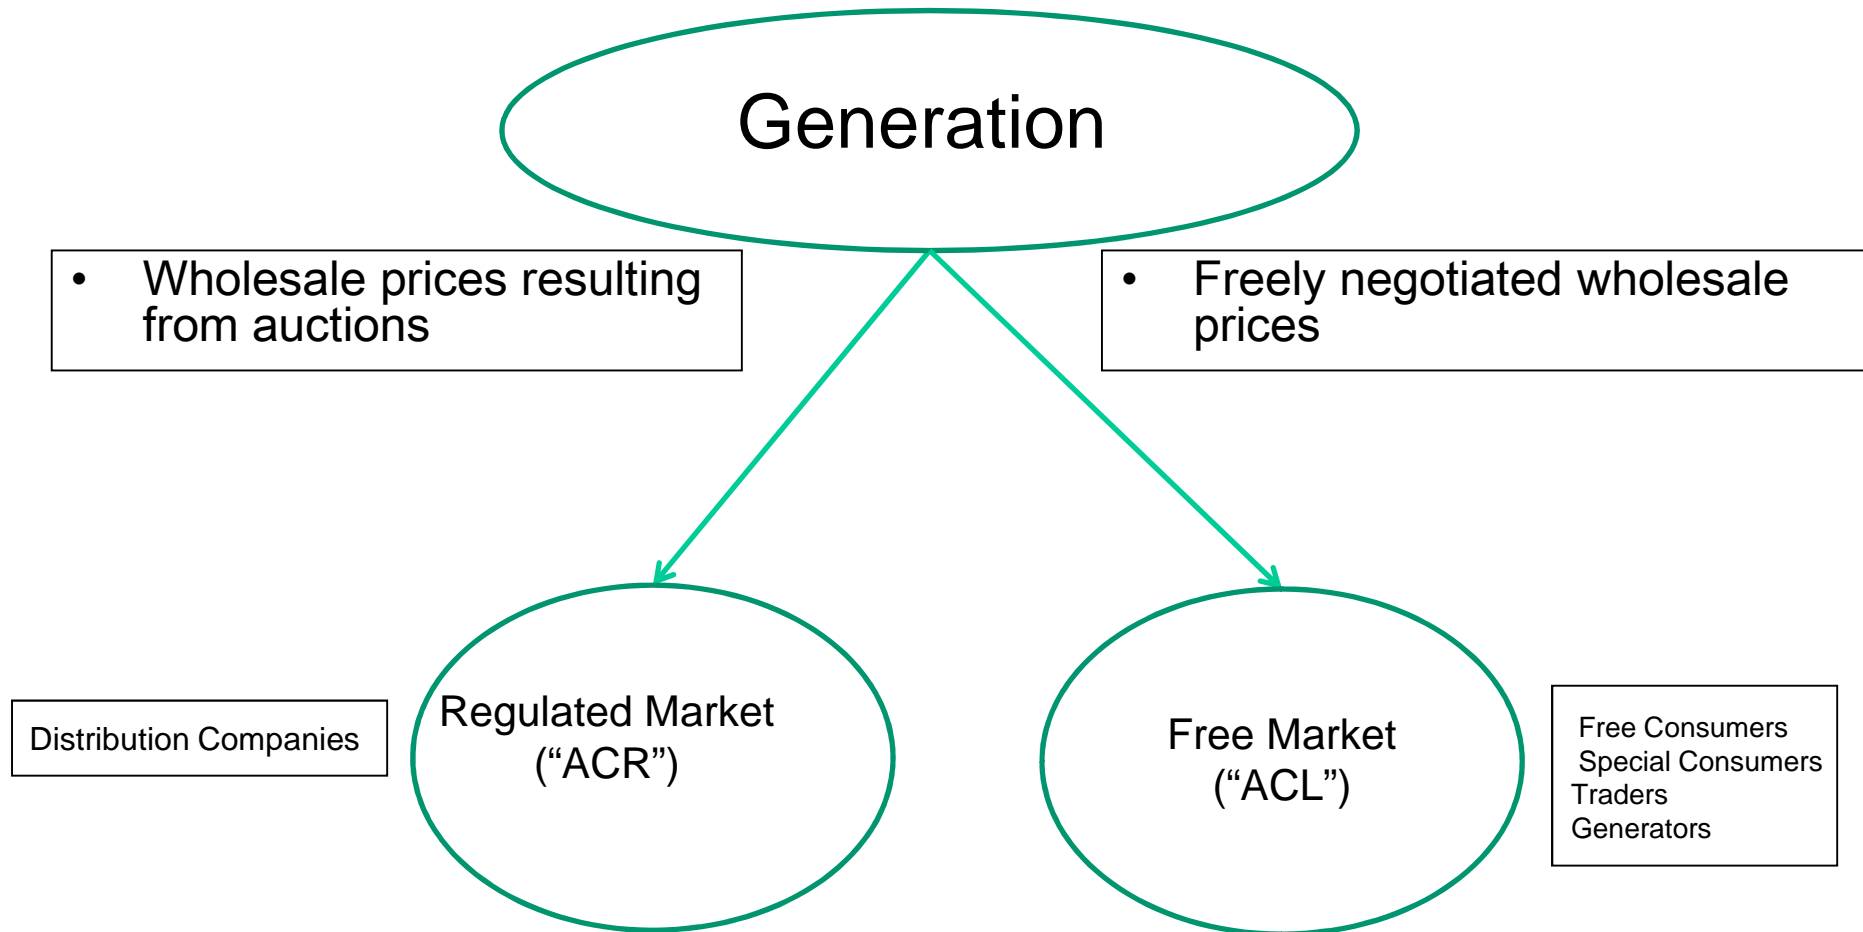 Generation
• Wholesale prices resulting
from auctions
• Freely negotiated wholesale
prices
Distribution Companies
Regulated Market
(“ACR”)
Free Market
(“ACL”)
Free Consumers
Special Consumers
Traders
Generators